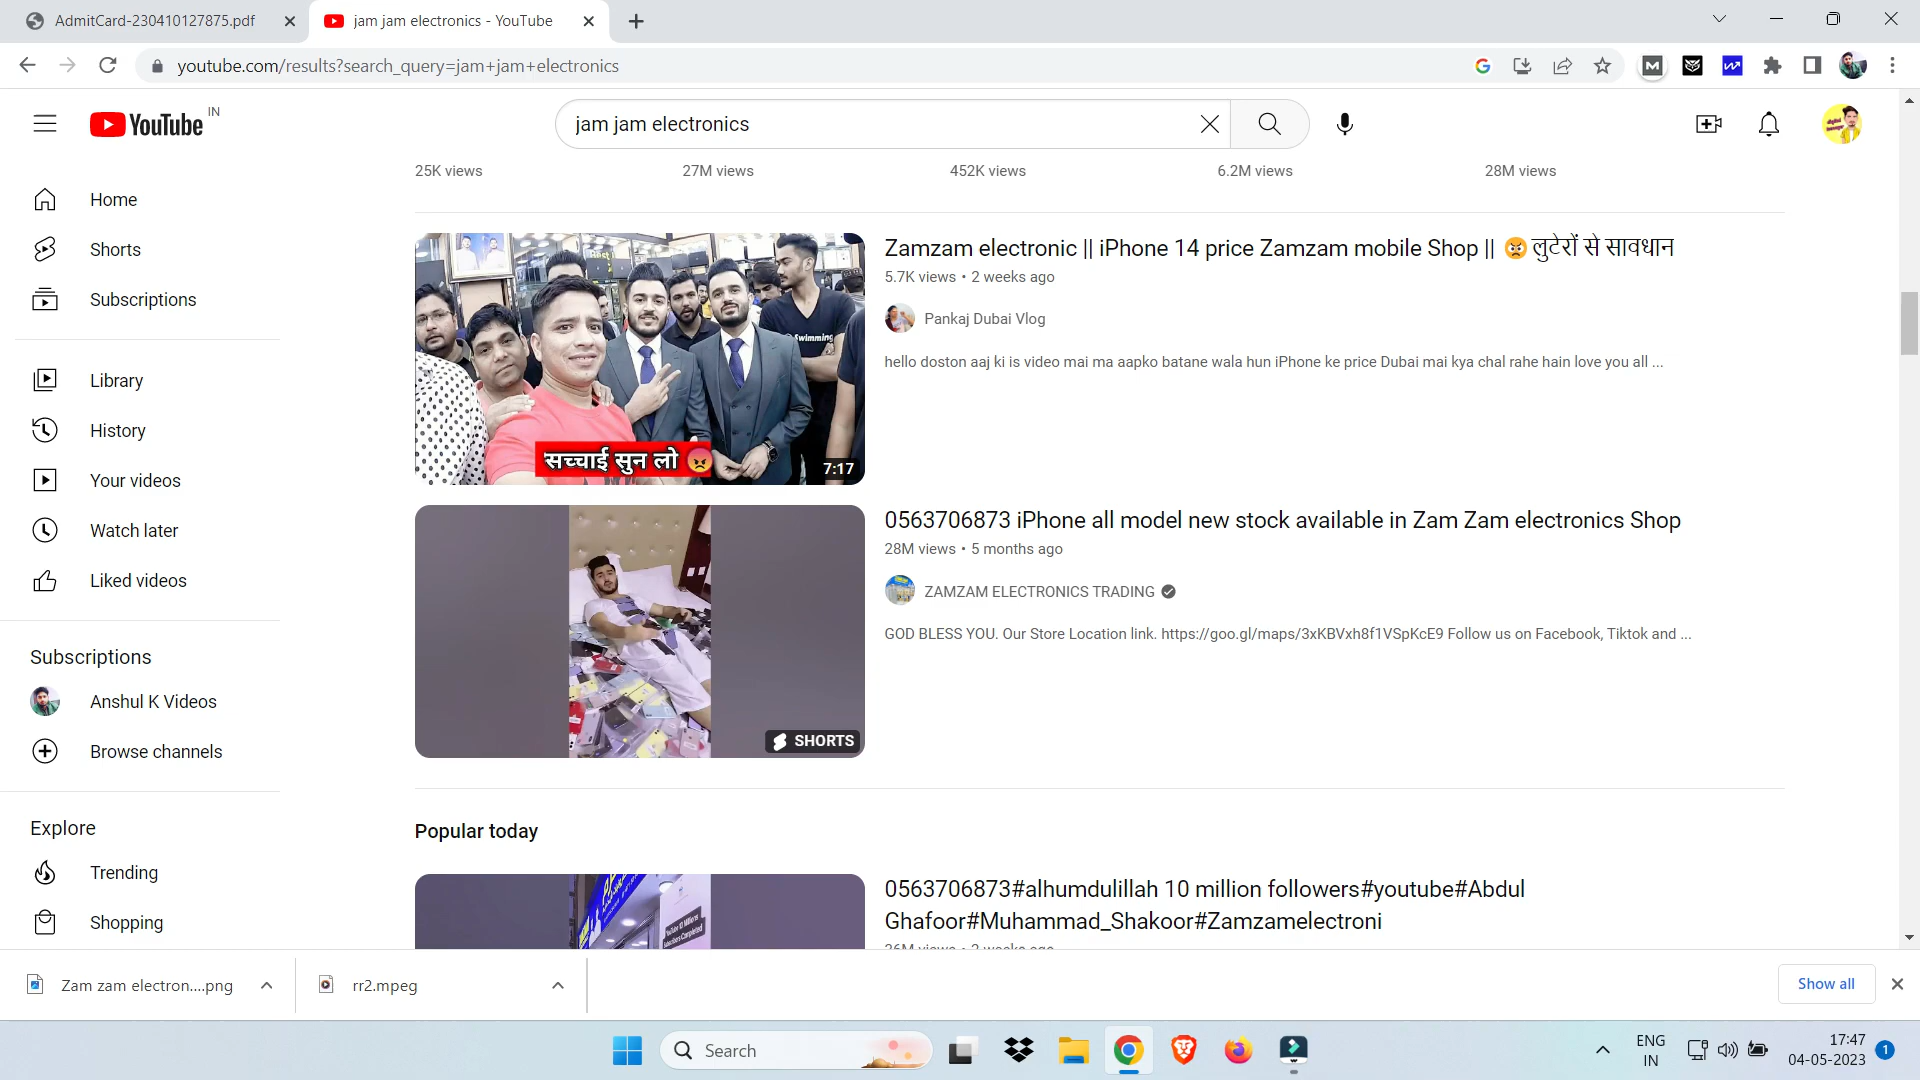 AdmitCard-230410127875.pdf
jam jam electronics - YouTube
youtube.com/results?search_query=jam+jam+electronics
YouTube IN
jam jam electronics
25K views
27M views
452K views
6.2M views
28M views
Home
Shorts
Subscriptions
Library
History
Your videos
Watch later
Liked videos
Subscriptions
Anshul K Videos
Browse channels
Explore
Trending
Shopping
Swimming
सच्चाई सुन लो
7:17
Zamzam electronic || iPhone 14 price Zamzam mobile Shop || 😡लुटेरों से सावधान
5.7K views • 2 weeks ago
Pankaj Dubai Vlog
hello doston aaj ki is video mai ma aapko batane wala hun iPhone ke price Dubai mai kya chal rahe hain love you all ...
SHORTS
0563706873 iPhone all model new stock available in Zam Zam electronics Shop
28M views • 5 months ago
ZAMZAM ELECTRONICS TRADING
GOD BLESS YOU. Our Store Location link. https://goo.gl/maps/3xKBVxh8f1VSpKcE9 Follow us on Facebook, Tiktok and ...
Popular today
0563706873#alhumdulillah 10 million followers#youtube#Abdul
Ghafoor#Muhammad_Shakoor#Zamzamelectroni
Zam zam electron....png
rr2.mpeg
Show all
Search
ENG
IN
17:47
04-05-2023
1